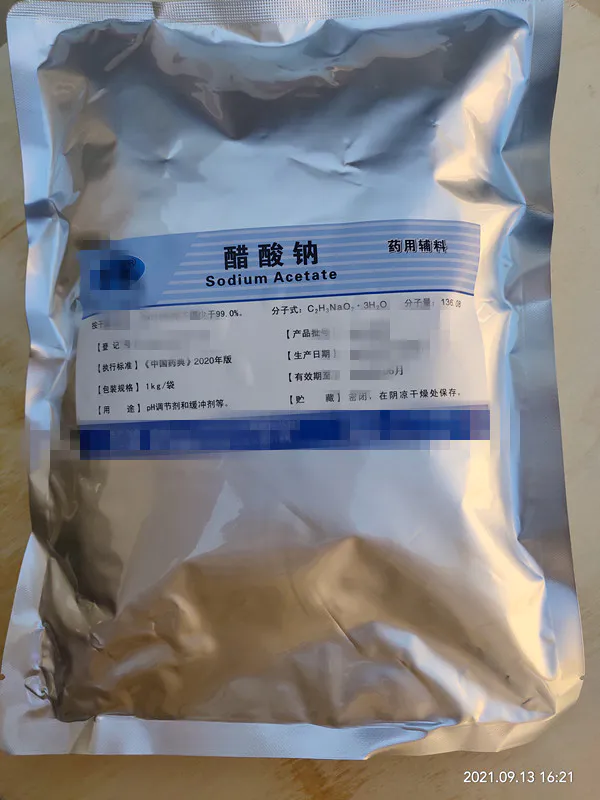 醋酸钠
药用辅料
Sodium Acetate
少于99.0%。
分子式：C₂H₃NaO₂·3H₂O
分子量：136.08
【登记号
【产品批号
【执行标准】《中国药典》2020年版
【生产日期】
【包装规格】1kg/袋
【有效期至
月
【用 途】pH调节剂和缓冲剂等。
【贮 藏】密闭，在阴凉干燥处保存。
2021.09.13 16:21